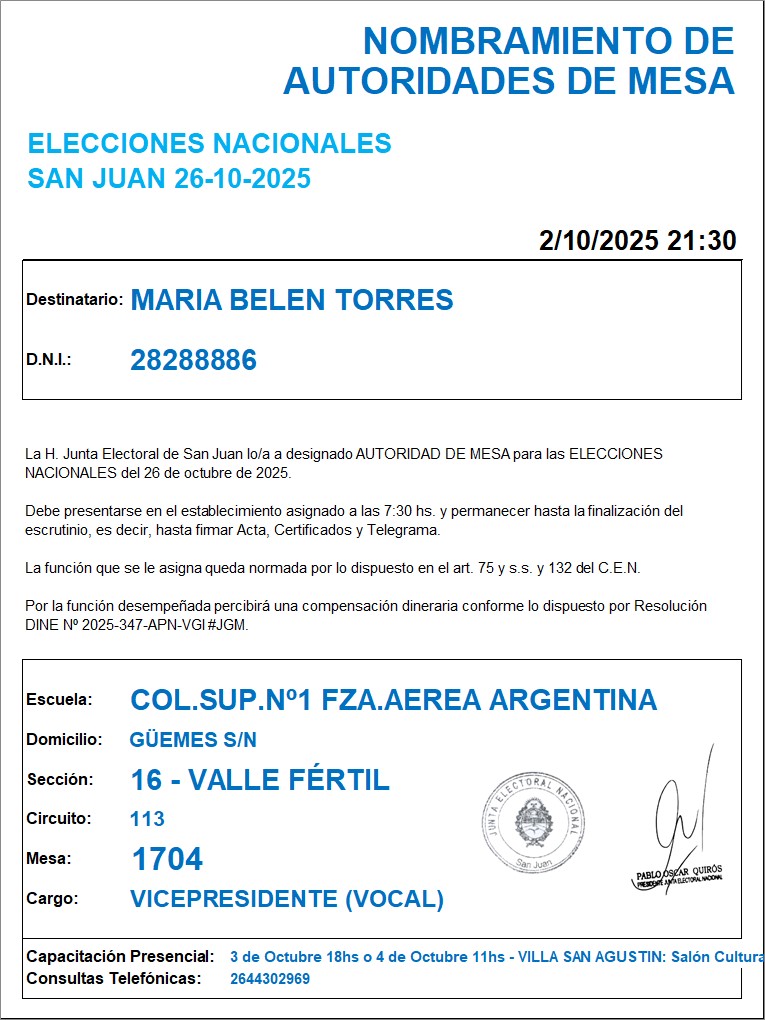 NOMBRAMIENTO DE
AUTORIDADES DE MESA
ELECCIONES NACIONALES
SAN JUAN 26-10-2025
2/10/2025 21:30
Destinatario: MARIA BELEN TORRES
D.N.I.: 28288886
La H. Junta Electoral de San Juan lo/a a designado AUTORIDAD DE MESA para las ELECCIONES
NACIONALES del 26 de octubre de 2025.
Debe presentarse en el establecimiento asignado a las 7:30 hs. y permanecer hasta la finalización del
escrutinio, es decir, hasta firmar Acta, Certificados y Telegrama.
La función que se le asigna queda normada por lo dispuesto en el art. 75 y s.s. y 132 del C.E.N.
Por la función desempeñada percibirá una compensación dineraria conforme lo dispuesto por Resolución
DINE Nº 2025-347-APN-VGI#JGM.
Escuela: COL.SUP.Nº1 FZA.AEREA ARGENTINA
Domicilio: GÜEMES S/N
Sección: 16 - VALLE FÉRTIL
Circuito: 113
Mesa: 1704
Cargo: VICEPRESIDENTE (VOCAL)
JUNTA ELECTORAL NACIONAL
San Juan
PABLO OSCAR QUIRÓS
PRESIDENTE JUNTA ELECTORAL NACIONAL
Capacitación Presencial: 3 de Octubre 18hs o 4 de Octubre 11hs - VILLA SAN AGUSTIN: Salón Cultura
Consultas Telefónicas: 2644302969